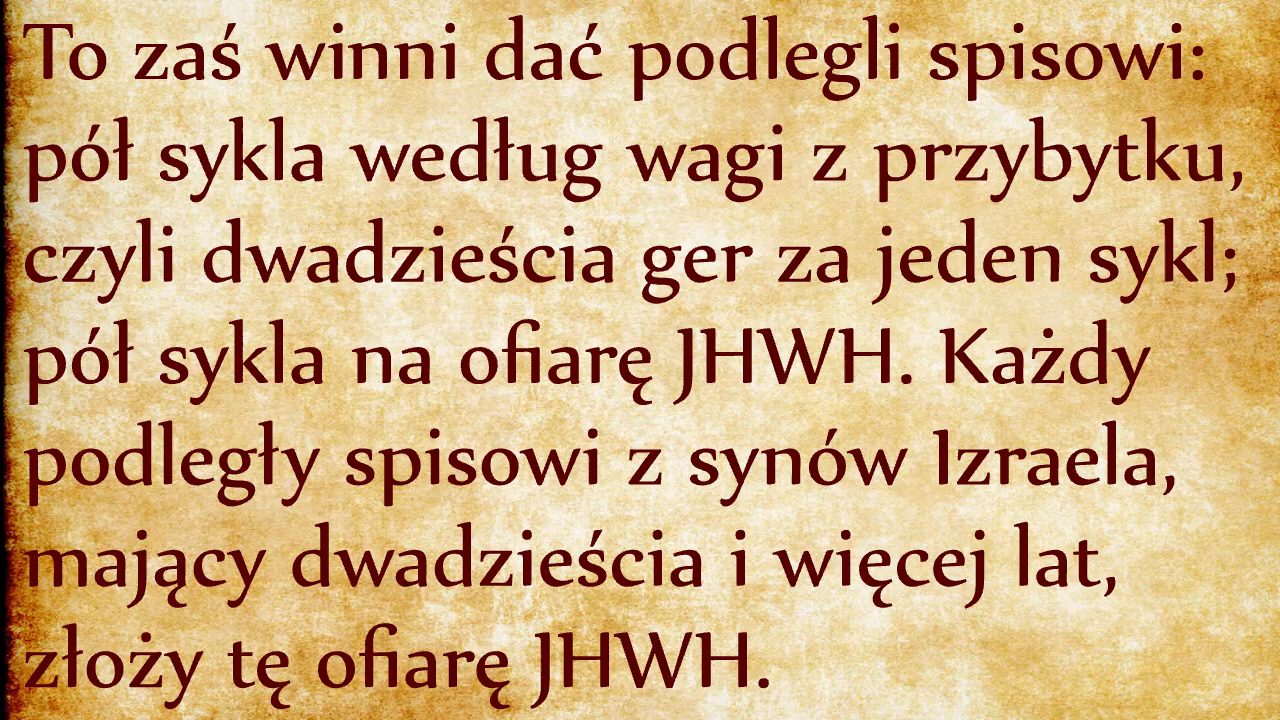 To zaś winni dać podlegli spisowi:
pół sykla według wagi z przybytku,
czyli dwadzieścia ger za jeden sykl;
pół sykla na ofiarę JHWH. Każdy
podległy spisowi z synów Izraela,
mający dwadzieścia i więcej lat,
złoży tę ofiarę JHWH.